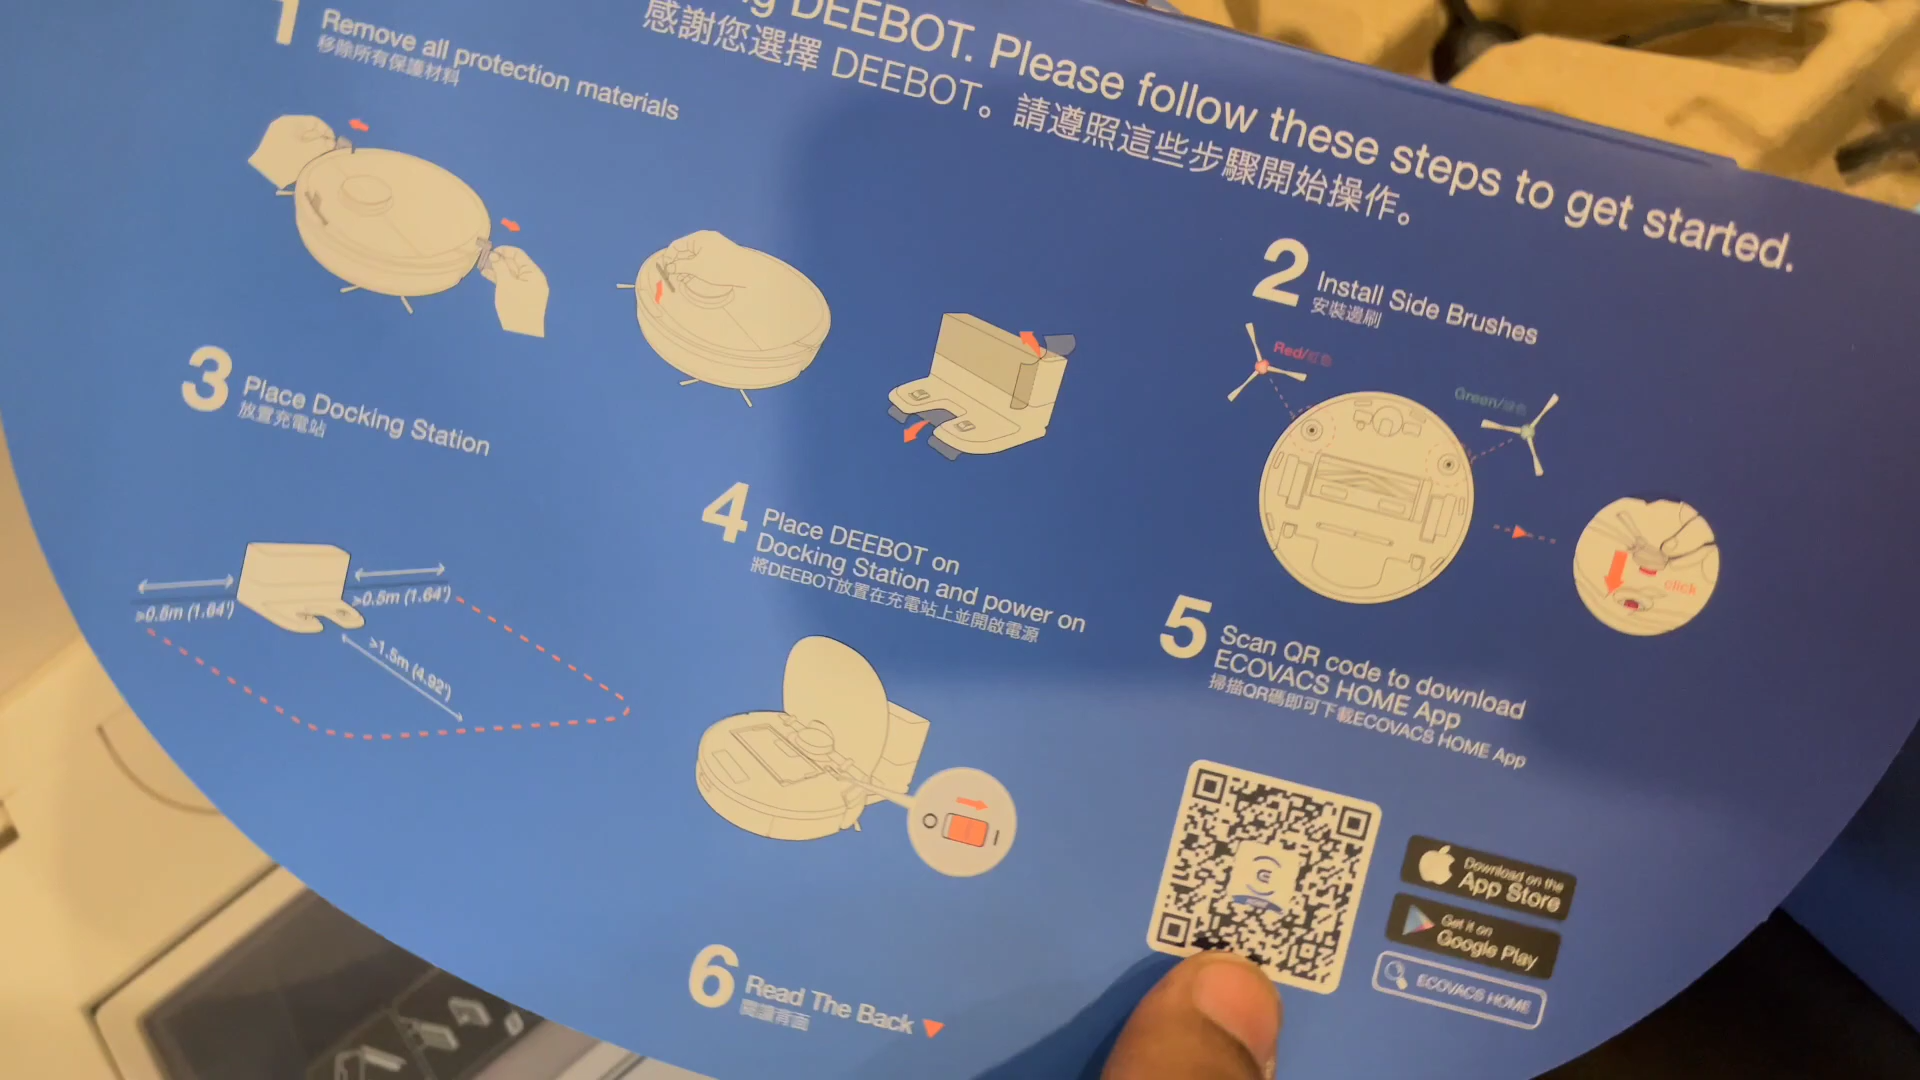 DEEBOT. Please follow these steps to get started.
感謝您選擇 DEEBOT。請遵照這些步驟開始操作。
1
Remove all protection materials
移除所有保護材料
2
Install Side Brushes
安裝邊刷
Red/紅色
Green/綠色
click
3
Place Docking Station
放置充電站
>0.5m (1.64')
>0.5m (1.64')
>1.5m (4.92')
4
Place DEEBOT on
Docking Station and power on
將DEEBOT放置在充電站上並開啟電源
5
Scan QR code to download
ECOVACS HOME App
掃描QR碼即可下載ECOVACS HOME App
Download on the
App Store
Get it on
Google Play
ECOVACS HOME
6
Read The Back
閱讀背面